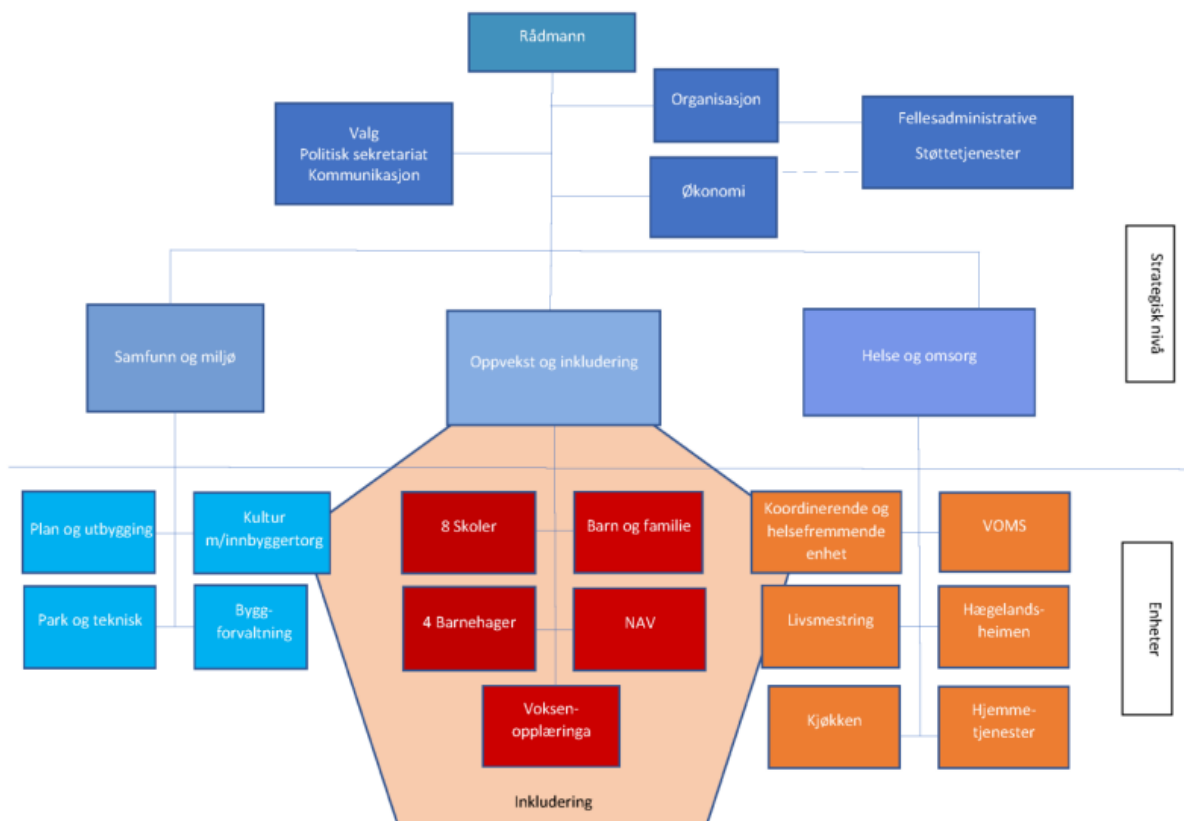 Rådmann
Organisasjon
Fellesadministrative
Støttetjenester
Valg
Politisk sekretariat
Kommunikasjon
Økonomi
Strategisk nivå
Samfunn og miljø
Oppvekst og inkludering
Helse og omsorg
Plan og utbygging
Kultur
m/innbyggertorg
8 Skoler
Barn og familie
Koordinerende og
helsefremmende
enhet
VOMS
Park og teknisk
Bygg-
forvaltning
4 Barnehager
NAV
Livsmestring
Hægelands-
heimen
Enheter
Voksen-
opplæringa
Kjøkken
Hjemme-
tjenester
Inkludering